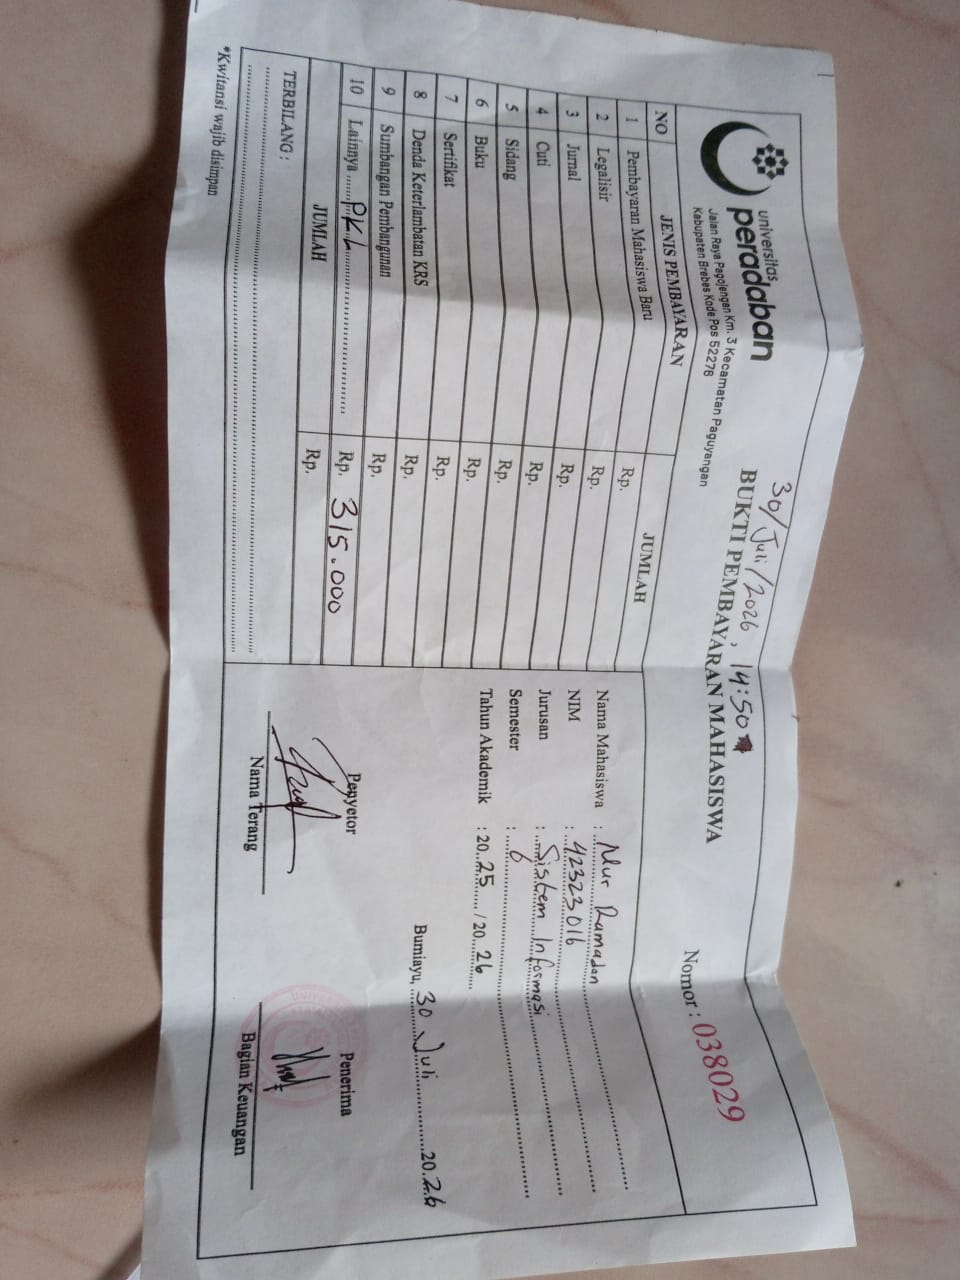 30/Juli/2026, 14:50
universitas
peradaban
BUKTI PEMBAYARAN MAHASISWA
Jalan Raya Pagojengan Km. 3 Kecamatan Paguyangan
Kabupaten Brebes Kode Pos 52276
Nomor : 038029
NO JENIS PEMBAYARAN JUMLAH
1 Pembayaran Mahasiswa Baru Rp.
2 Legalisir Rp.
3 Jurnal Rp.
4 Cuti Rp.
5 Sidang Rp.
6 Buku Rp.
7 Sertifikat Rp.
8 Denda Keterlambatan KRS Rp.
9 Sumbangan Pembangunan Rp.
10 Lainnya ...... PKL ........................ Rp. 315.000
JUMLAH Rp.
TERBILANG :
*Kwitansi wajib disimpan
Nama Mahasiswa : Nur Ramadan
NIM : 42323016
Jurusan : Sistem Informasi
Semester : 6
Tahun Akademik : 20..25...... / 20...26...
Bumiayu, 30 Juli 2026
Penyetor Penerima
Nama Terang Bagian Keuangan